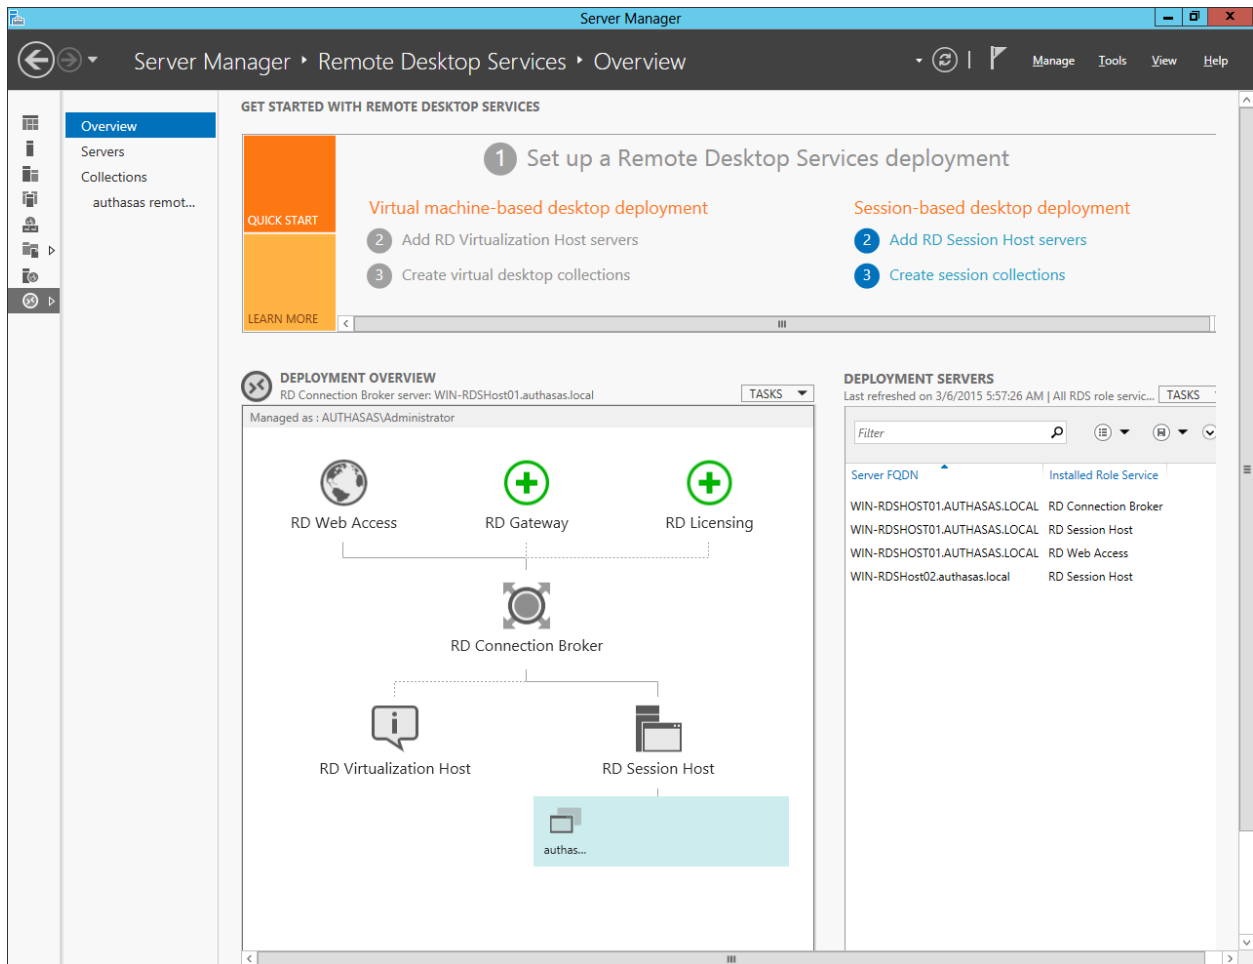 Server Manager
Server Manager ‣ Remote Desktop Services ‣ Overview
Manage Tools View Help
Overview
Servers
Collections
authasas remot...
GET STARTED WITH REMOTE DESKTOP SERVICES
QUICK START
LEARN MORE
1 Set up a Remote Desktop Services deployment
Virtual machine-based desktop deployment
2 Add RD Virtualization Host servers
3 Create virtual desktop collections
Session-based desktop deployment
2 Add RD Session Host servers
3 Create session collections
DEPLOYMENT OVERVIEW
RD Connection Broker server: WIN-RDSHost01.authasas.local
TASKS
Managed as : AUTHASAS\Administrator
RD Web Access
RD Gateway
RD Licensing
RD Connection Broker
RD Virtualization Host
RD Session Host
authas...
DEPLOYMENT SERVERS
Last refreshed on 3/6/2015 5:57:26 AM | All RDS role servic...
TASKS
Filter
Server FQDN Installed Role Service
WIN-RDSHOST01.AUTHASAS.LOCAL RD Connection Broker
WIN-RDSHOST01.AUTHASAS.LOCAL RD Session Host
WIN-RDSHOST01.AUTHASAS.LOCAL RD Web Access
WIN-RDSHost02.authasas.local RD Session Host